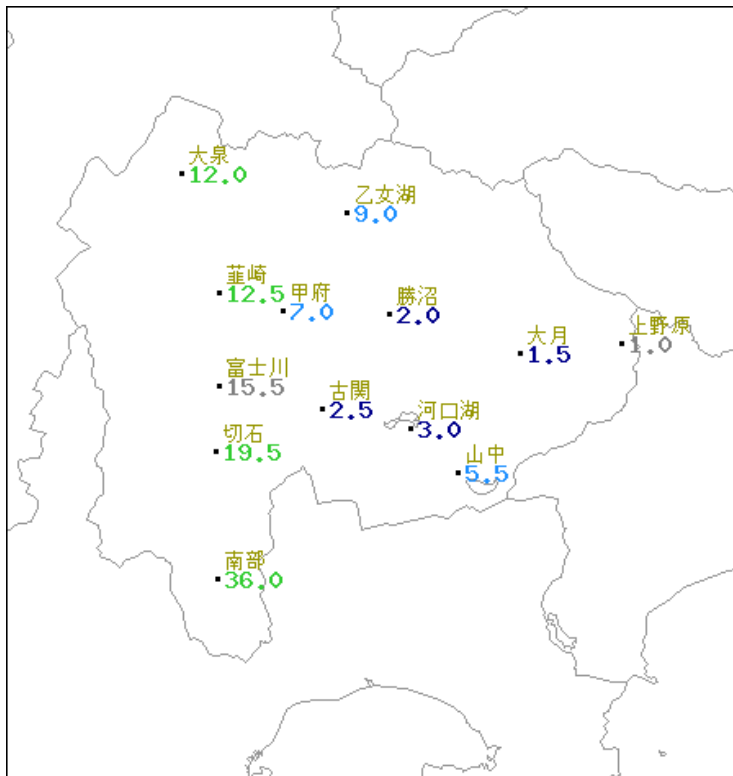 大泉
12.0
乙女湖
9.0
韮崎
12.5
甲府
7.0
勝沼
2.0
上野原
1.0
大月
1.5
富士川
15.5
古関
2.5
河口湖
3.0
切石
19.5
山中
5.5
南部
36.0